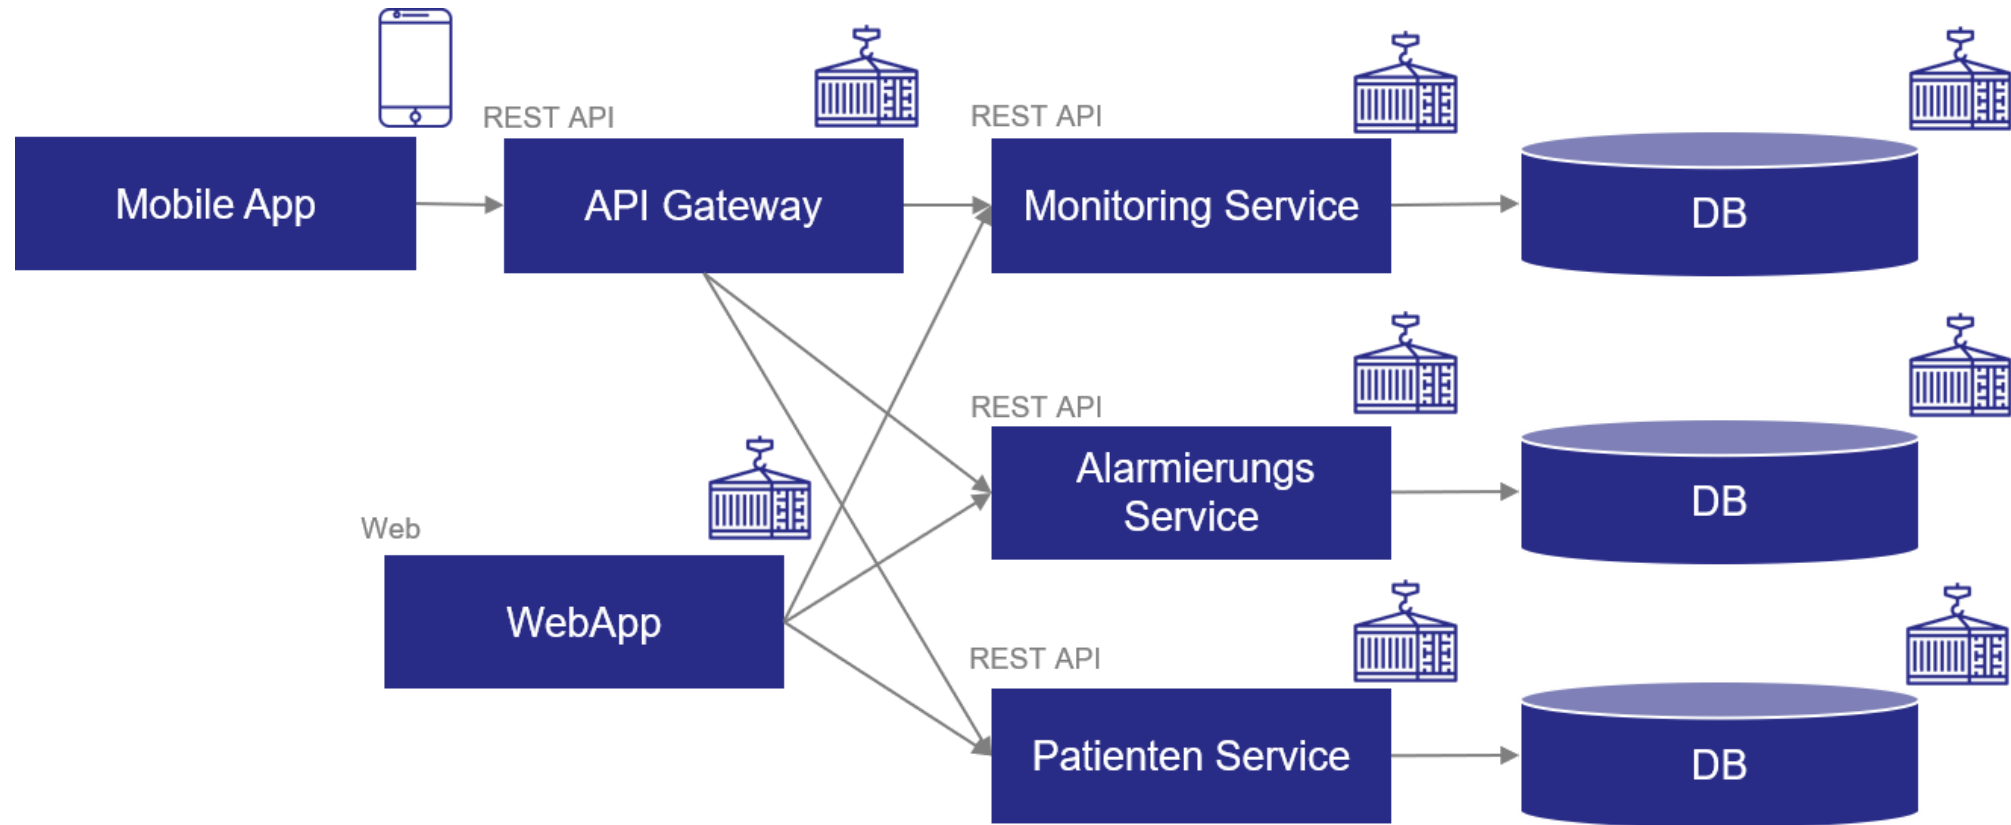 REST API
REST API
Mobile App
API Gateway
Monitoring Service
DB
REST API
Alarmierungs
Service
DB
Web
WebApp
REST API
Patienten Service
DB